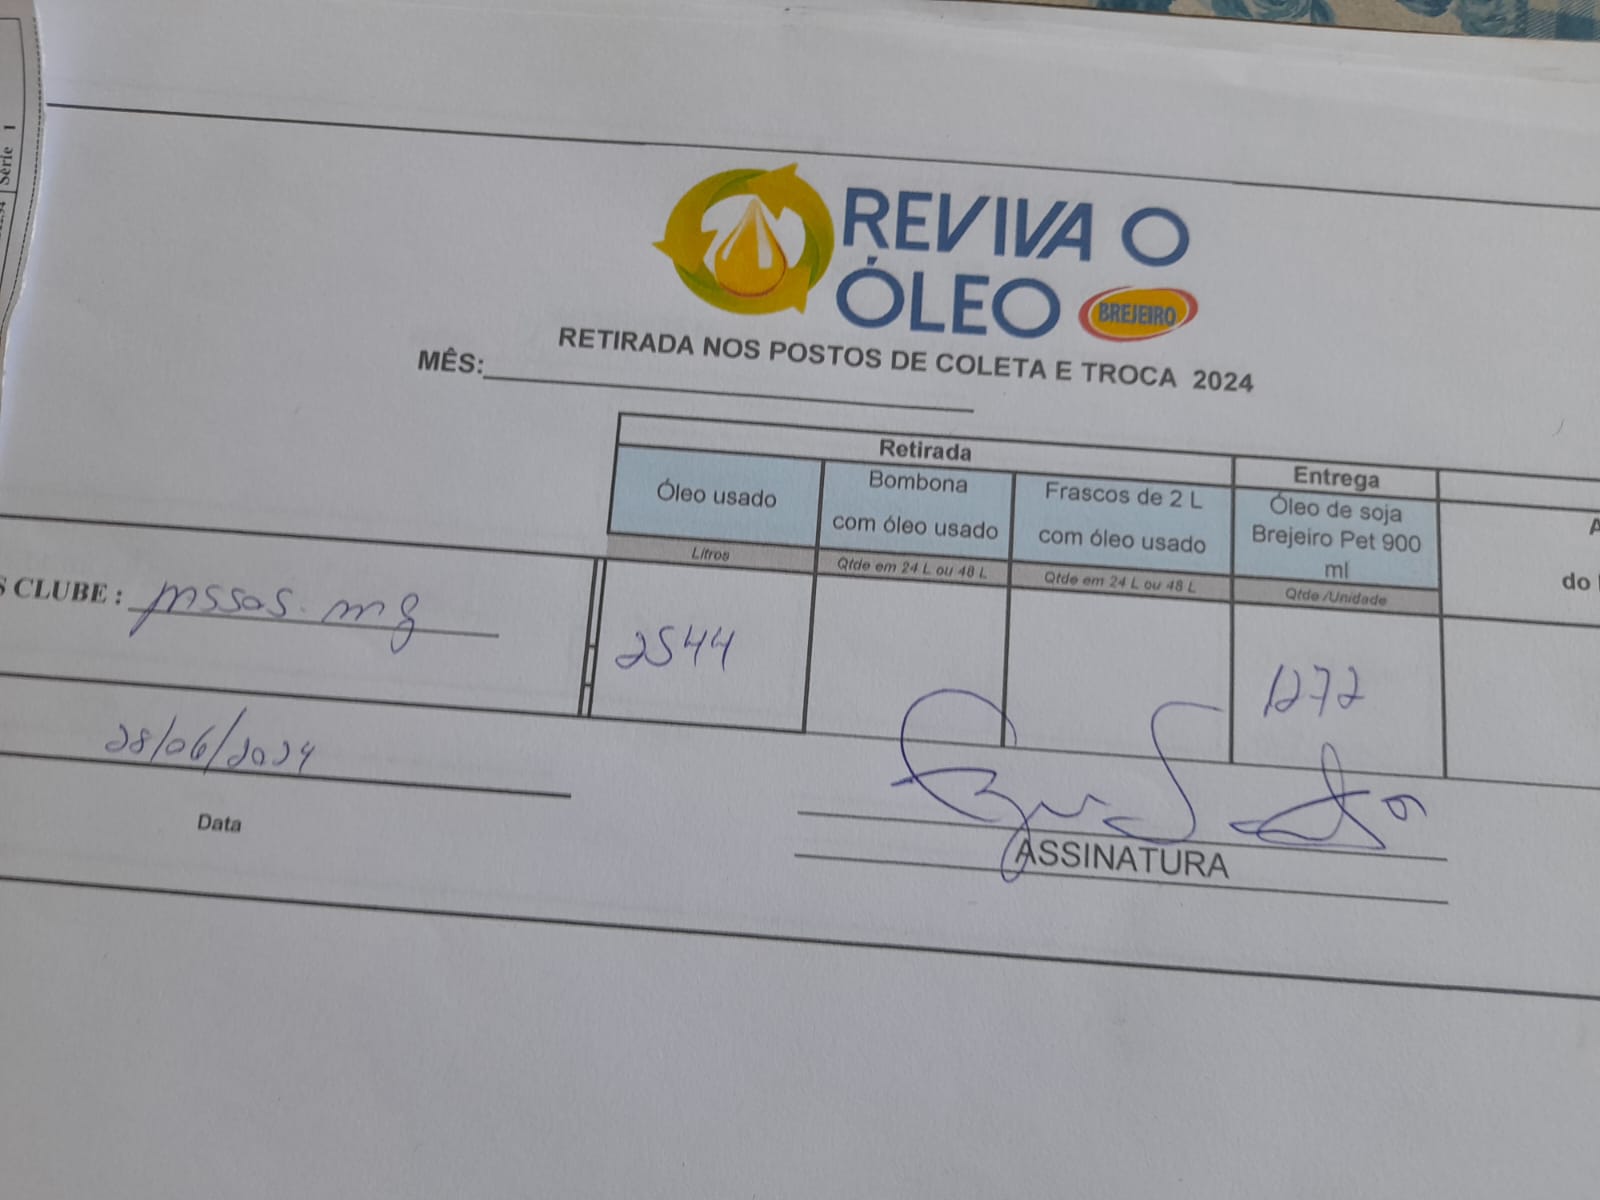 Série 1
REVIVA O
ÓLEO BREJEIRO
RETIRADA NOS POSTOS DE COLETA E TROCA 2024
MÊS:
Retirada
Entrega
Óleo usado
Bombona
com óleo usado
Frascos de 2 L
com óleo usado
Óleo de soja
Brejeiro Pet 900
ml
Litros
Qtde em 24 L ou 48 L
Qtde em 24 L ou 48 L
Qtde /Unidade
do
S CLUBE : pssos. mg
2544
1272
28/06/2024
Data
ASSINATURA